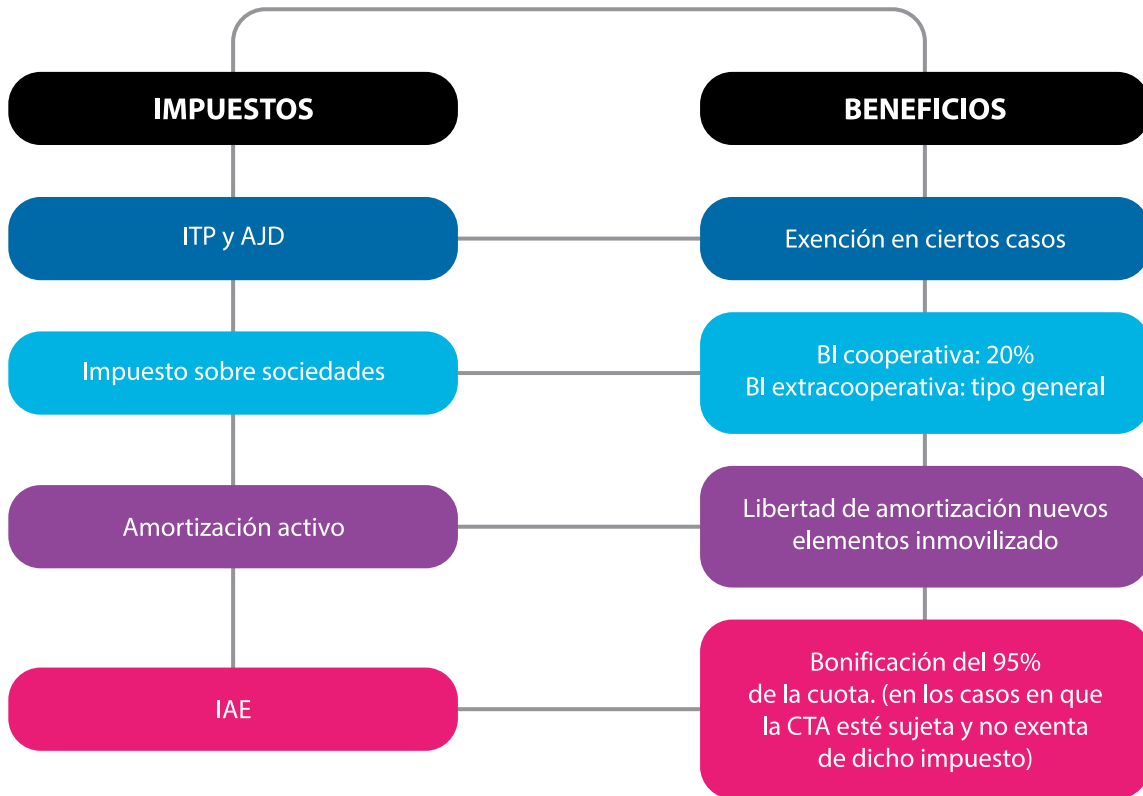 IMPUESTOS
BENEFICIOS
ITP y AJD
Exención en ciertos casos
Impuesto sobre sociedades
BI cooperativa: 20%
BI extracooperativa: tipo general
Amortización activo
Libertad de amortización nuevos
elementos inmovilizado
IAE
Bonificación del 95%
de la cuota. (en los casos en que
la CTA esté sujeta y no exenta
de dicho impuesto)